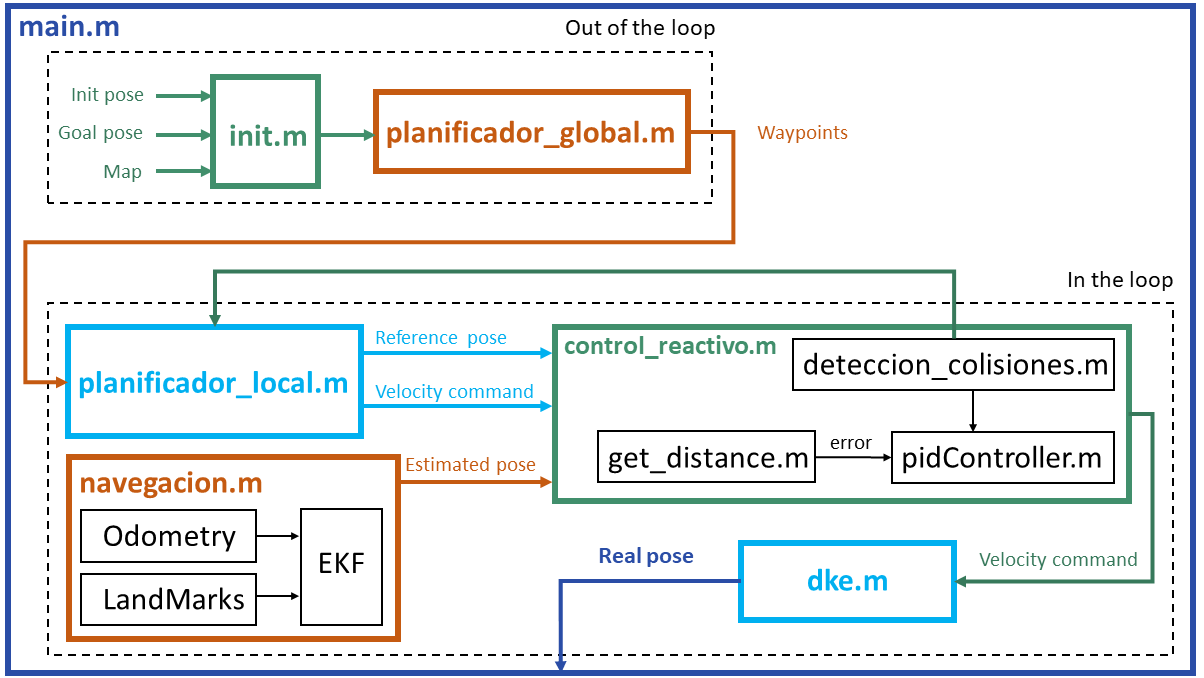 main.m
Out of the loop
Init pose
Goal pose
Map
init.m
planificador_global.m
Waypoints
In the loop
planificador_local.m
Reference pose
Velocity command
control_reactivo.m
deteccion_colisiones.m
get_distance.m
error
pidController.m
navegacion.m
Estimated pose
Odometry
LandMarks
EKF
Real pose
dke.m
Velocity command